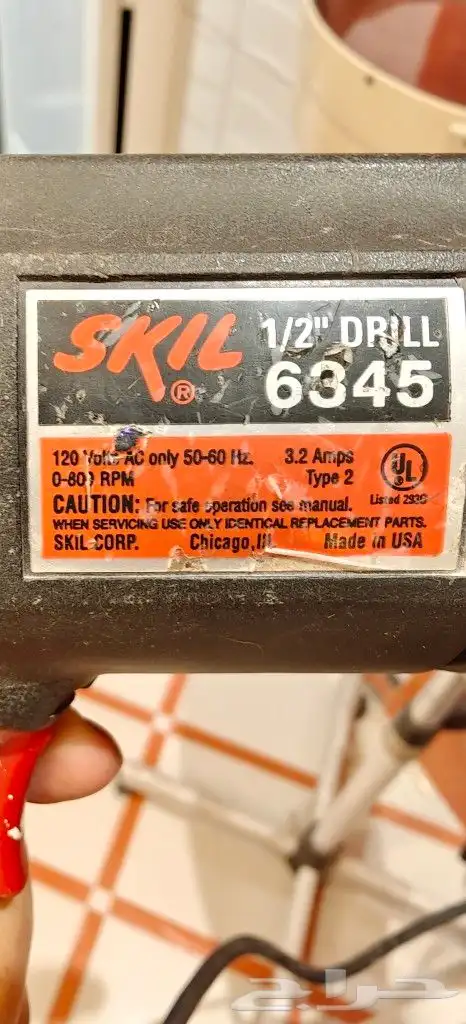 SKIL®
1/2" DRILL
6345
120 Volts AC only 50-60 Hz. 3.2 Amps
0-600 RPM Type 2
UL
Listed
CAUTION: For safe operation see manual.
WHEN SERVICING USE ONLY IDENTICAL REPLACEMENT PARTS.
SKIL CORP. Chicago, Ill. Made in USA
حراج